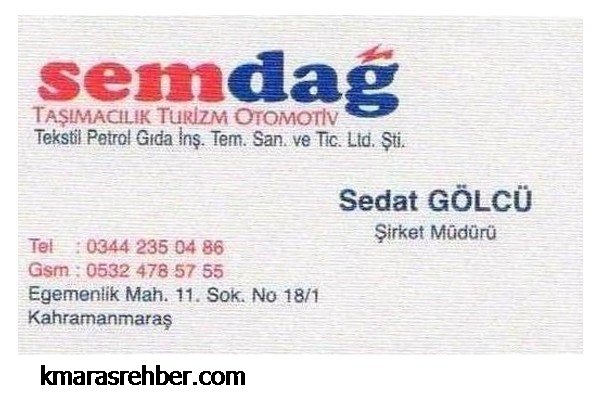 semdağ
TAŞIMACILIK TURİZM OTOMOTİV
Tekstil Petrol Gıda İnş. Tem. San. ve Tic. Ltd. Şti.
Sedat GÖLCÜ
Şirket Müdürü
Tel : 0344 235 04 86
Gsm : 0532 478 57 55
Egemenlik Mah. 11. Sok. No 18/1
Kahramanmaraş
kmarasrehber.com